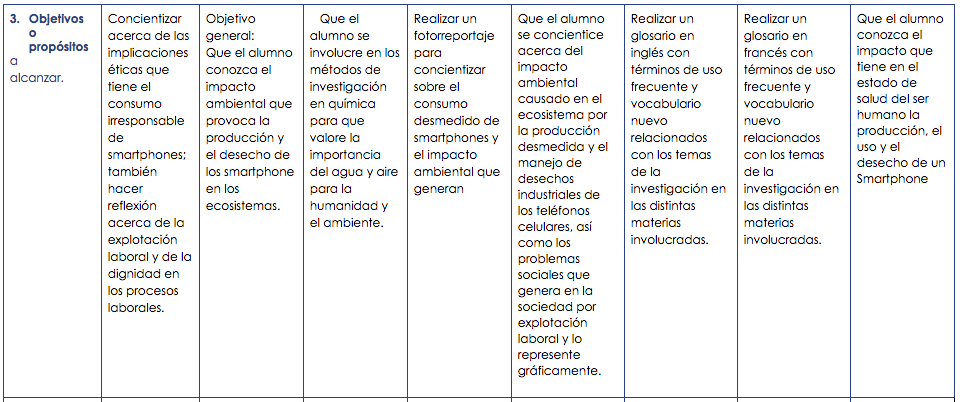 3. Objetivos
o
propósitos
a
alcanzar.
Concientizar
acerca de las
implicaciones
éticas que
tiene el
consumo
irresponsable
de
smartphones;
también
hacer
reflexión
acerca de la
explotación
laboral y de la
dignidad en
los procesos
laborales.
Objetivo
general:
Que el alumno
conozca el
impacto
ambiental que
provoca la
producción y
el desecho de
los smartphone
en los
ecosistemas.
Que el
alumno se
involucre en los
métodos de
investigación
en química
para que
valore la
importancia
del agua y aire
para la
humanidad y
el ambiente.
Realizar un
fotorreportaje
para
concientizar
sobre el
consumo
desmedido de
smartphones y
el impacto
ambiental que
generan
Que el alumno
se concientice
acerca del
impacto
ambiental
causado en el
ecosistema por
la producción
desmedida y el
manejo de
desechos
industriales de
los teléfonos
celulares, así
como los
problemas
sociales que
genera en la
sociedad por
explotación
laboral y lo
represente
gráficamente.
Realizar un
glosario en
inglés con
términos de uso
frecuente y
vocabulario
nuevo
relacionados
con los temas
de la
investigación en
las distintas
materias
involucradas.
Realizar un
glosario en
francés con
términos de uso
frecuente y
vocabulario
nuevo
relacionados
con los temas
de la
investigación en
las distintas
materias
involucradas.
Que el alumno
conozca el
impacto que
tiene en el
estado de
salud del ser
humano la
producción, el
uso y el
desecho de un
Smartphone